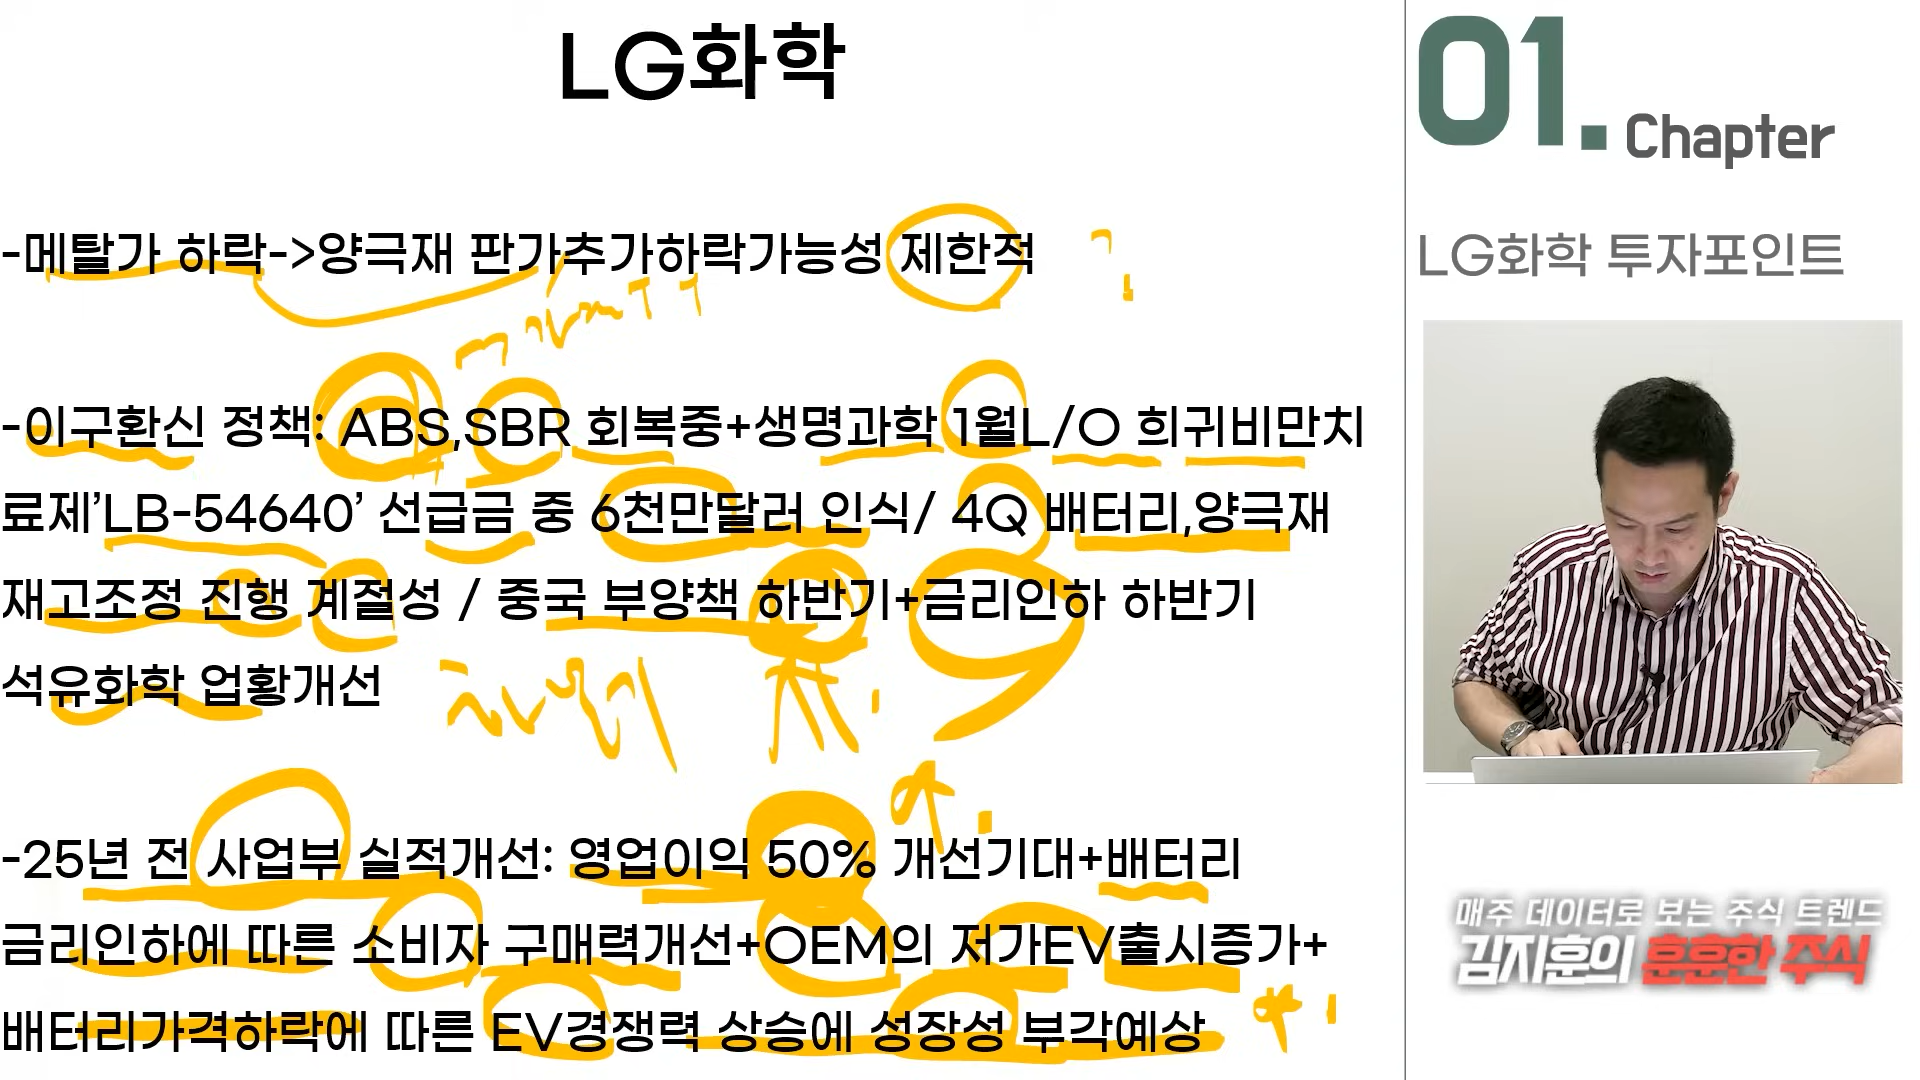 LG화학
-메탈가 하락->양극재 판가추가하락가능성 제한적
-이구환신 정책: ABS,SBR 회복중+생명과학 1월L/O 희귀비만치
료제'LB-54640' 선급금 중 6천만달러 인식/ 4Q 배터리,양극재
재고조정 진행 계절성 / 중국 부양책 하반기+금리인하 하반기
석유화학 업황개선
-25년 전 사업부 실적개선: 영업이익 50% 개선기대+배터리
금리인하에 따른 소비자 구매력개선+OEM의 저가EV출시증가+
배터리가격하락에 따른 EV경쟁력 상승에 성장성 부각예상
01. Chapter
LG화학 투자포인트
매주 데이터로 보는 주식 트렌드
김지훈의 훈훈한 주식